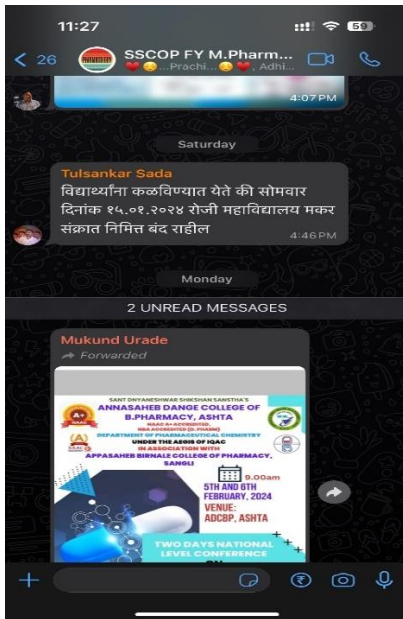 11:27
59
26
SSCOP FY M.Pharm...
...Prachi...😔❤️, Adhi...
4:07 PM
Saturday
Tulsankar Sada
विद्यार्थ्यांना कळविण्यात येते की सोमवार
दिनांक १५.०१.२०२४ रोजी महाविद्यालय मकर
संक्रात निमित्त बंद राहील
4:46 PM
Monday
2 UNREAD MESSAGES
Mukund Urade
Forwarded
SANT DNYANESHWAR SHIKSHAN SANSTHA'S
ANNASAHEB DANGE COLLEGE OF
B.PHARMACY, ASHTA
NAAC A+ ACCREDITED,
NBA ACCREDITED (B. PHARM)
DEPARTMENT OF PHARMACEUTICAL CHEMISTRY
UNDER THE AEGIS OF IQAC
IN ASSOCIATION WITH
APPASAHEB BIRNALE COLLEGE OF PHARMACY,
SANGLI
A+
NAAC
9.00am
5TH AND 6TH
FEBRUARY, 2024
VENUE:
ADCBP, ASHTA
TWO DAYS NATIONAL
LEVEL CONFERENCE